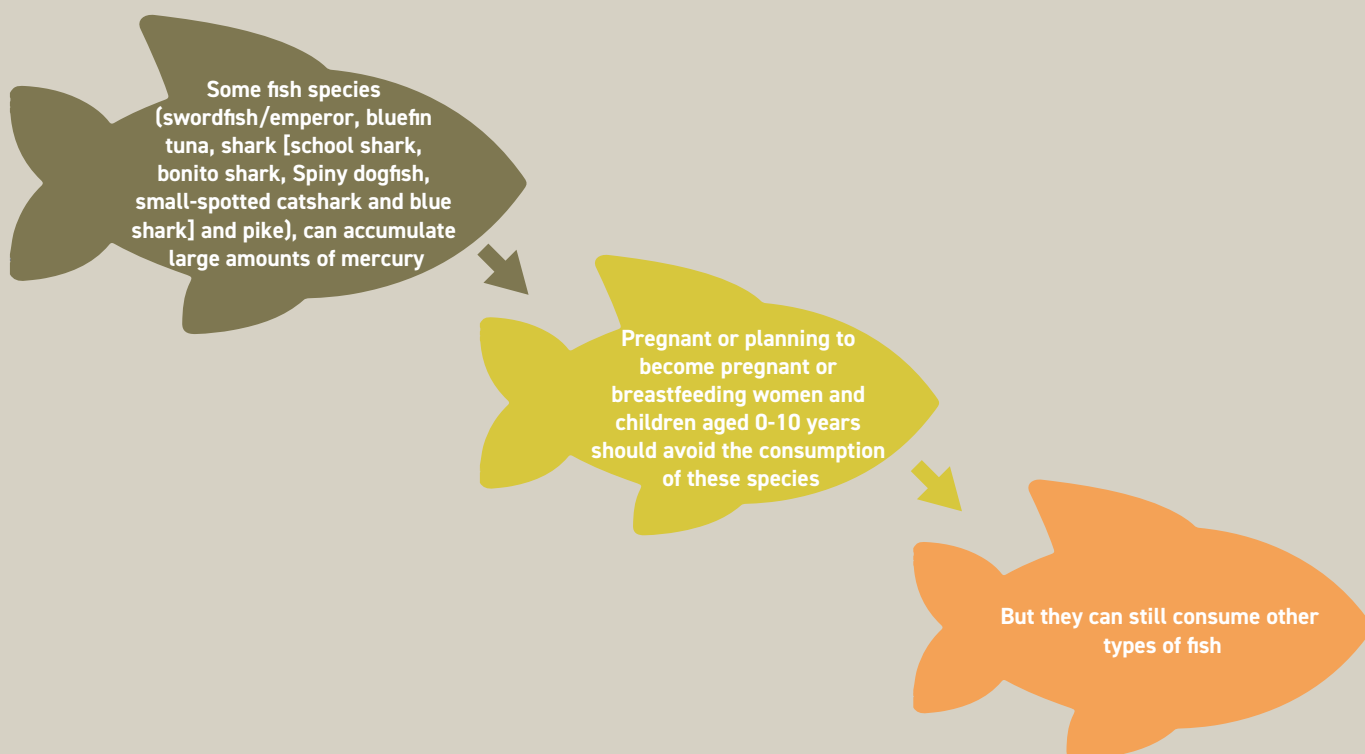 Some fish species
(swordfish/emperor, bluefin
tuna, shark [school shark,
bonito shark, Spiny dogfish,
small-spotted catshark and blue
shark] and pike), can accumulate
large amounts of mercury
Pregnant or planning to
become pregnant or
breastfeeding women and
children aged 0-10 years
should avoid the consumption
of these species
But they can still consume other
types of fish